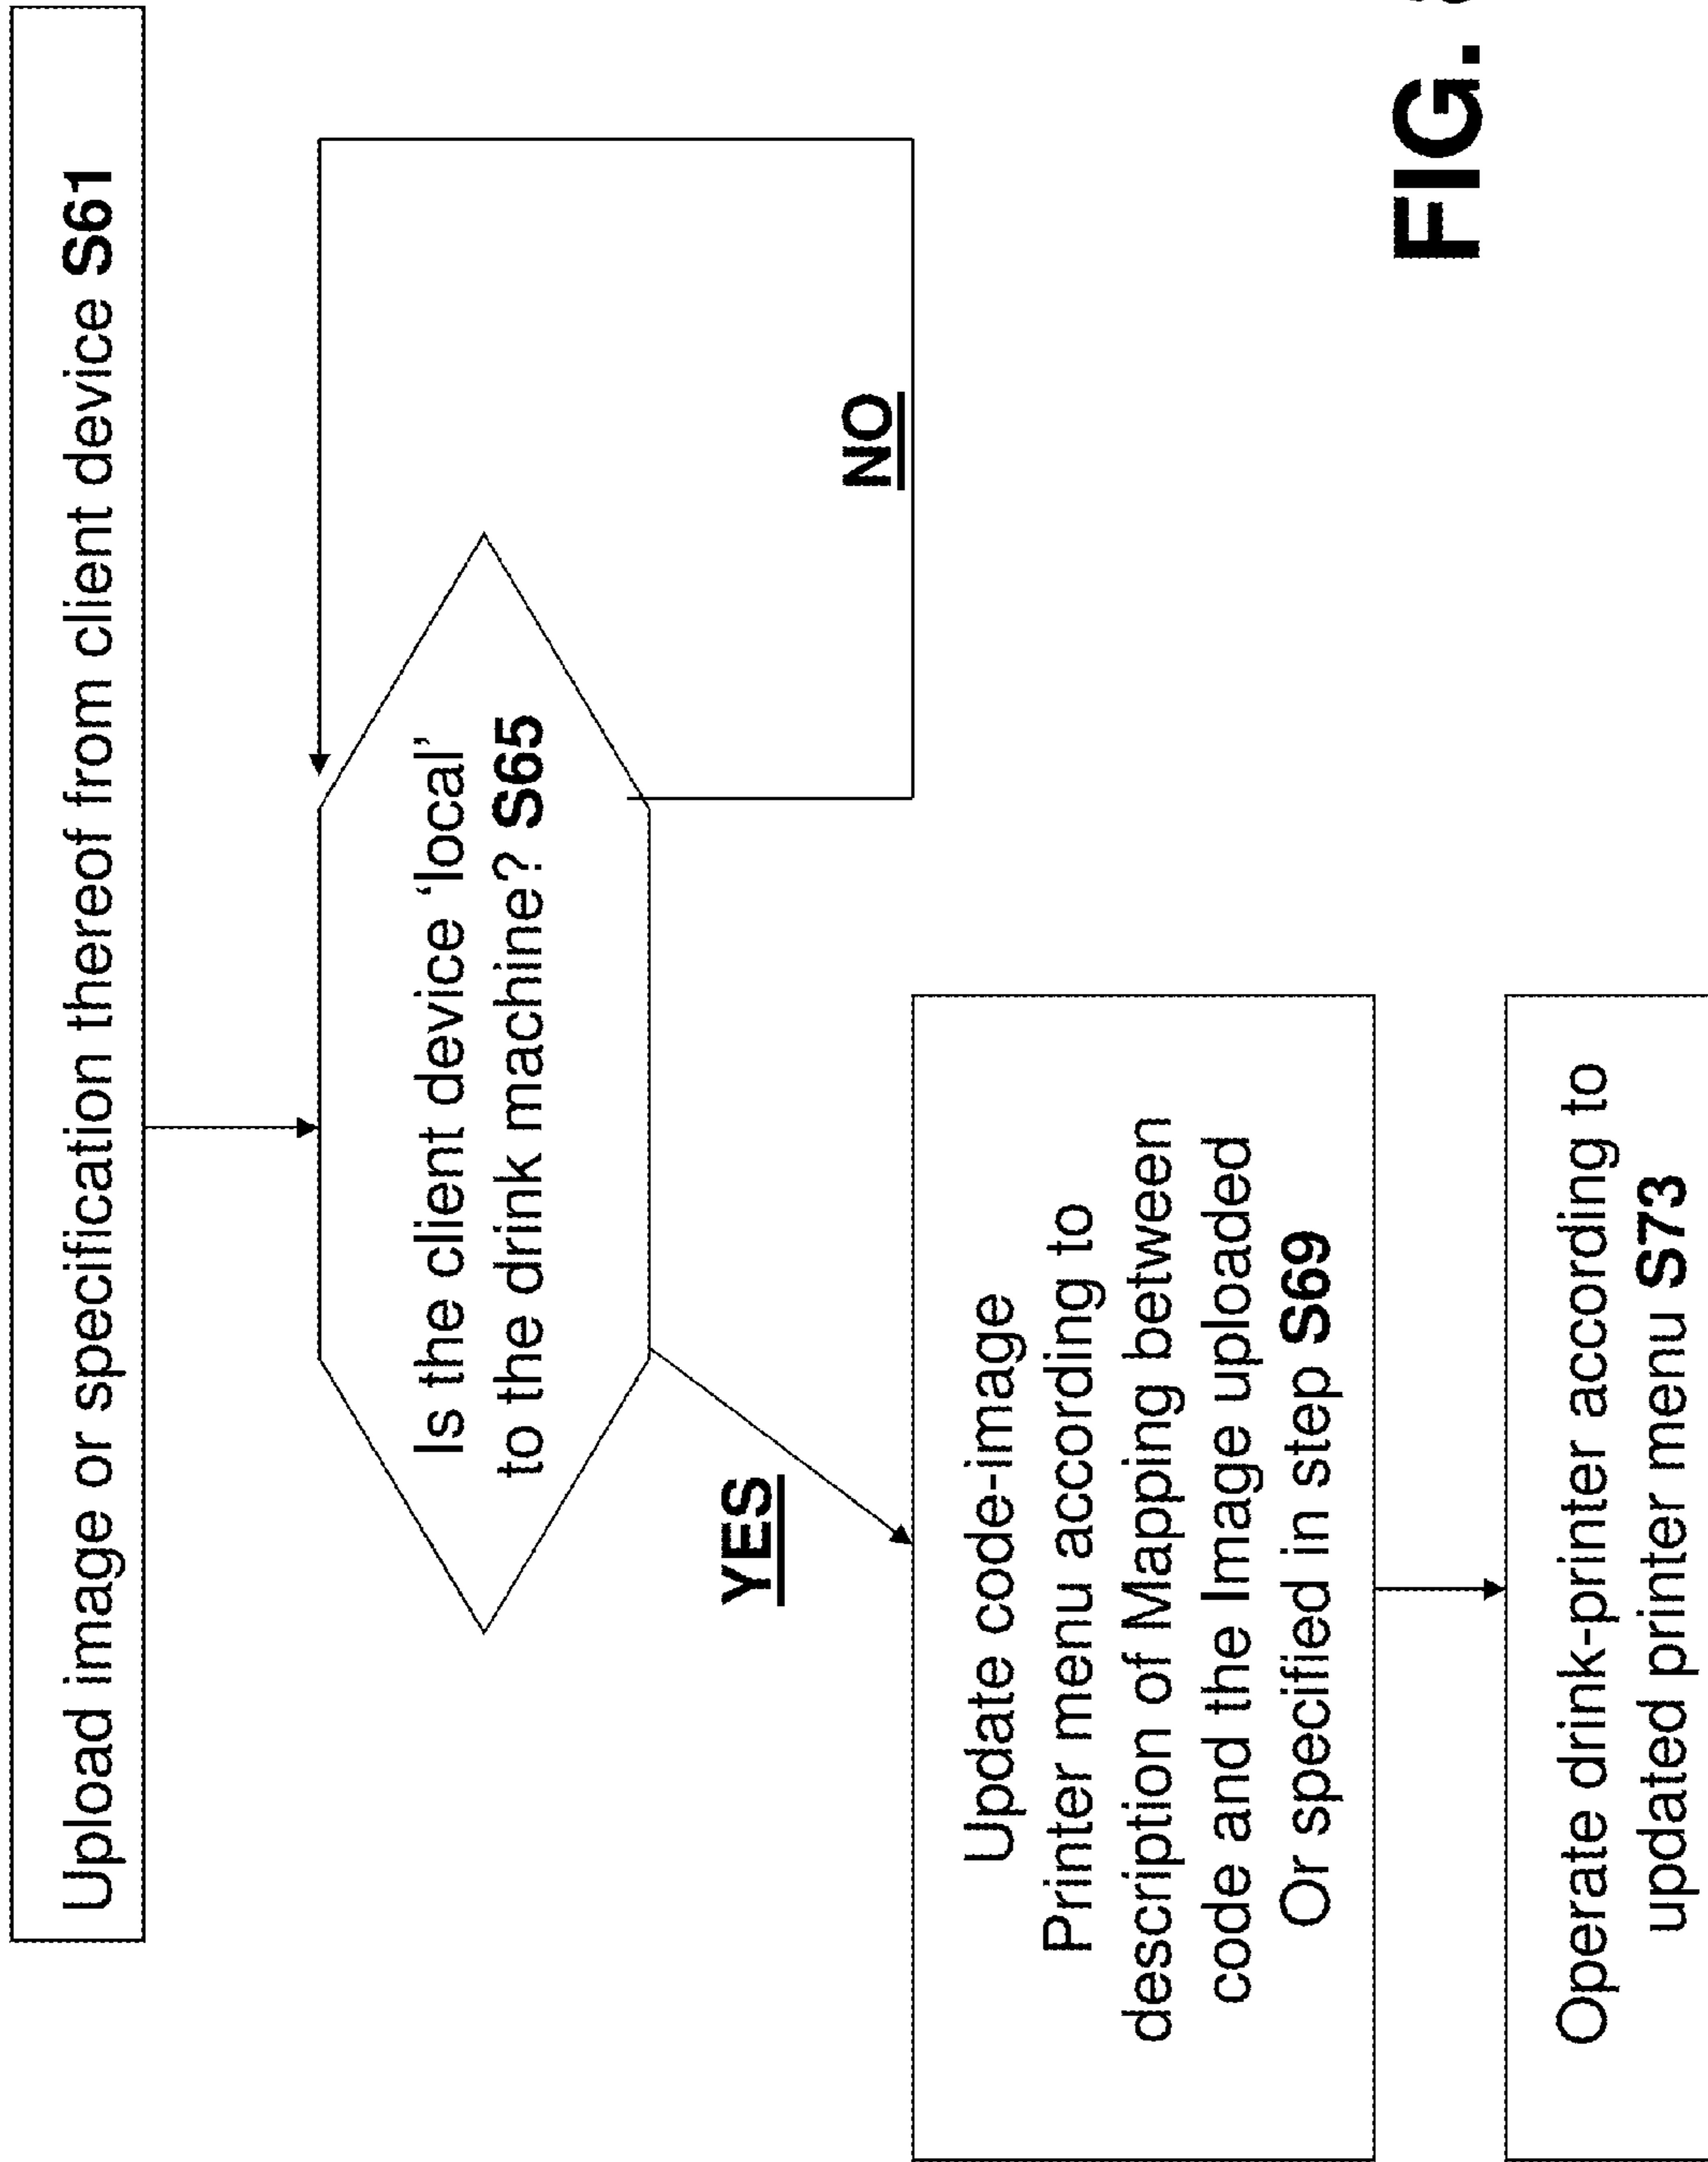 Upload image or specification thereof from client device S61
Is the client device ‘local’
to the drink machine? S65
NO
YES
Update code-image
Printer menu according to
description of Mapping between
code and the Image uploaded
Or specified in step S69
Operate drink-printer according to
updated printer menu S73
FIG.